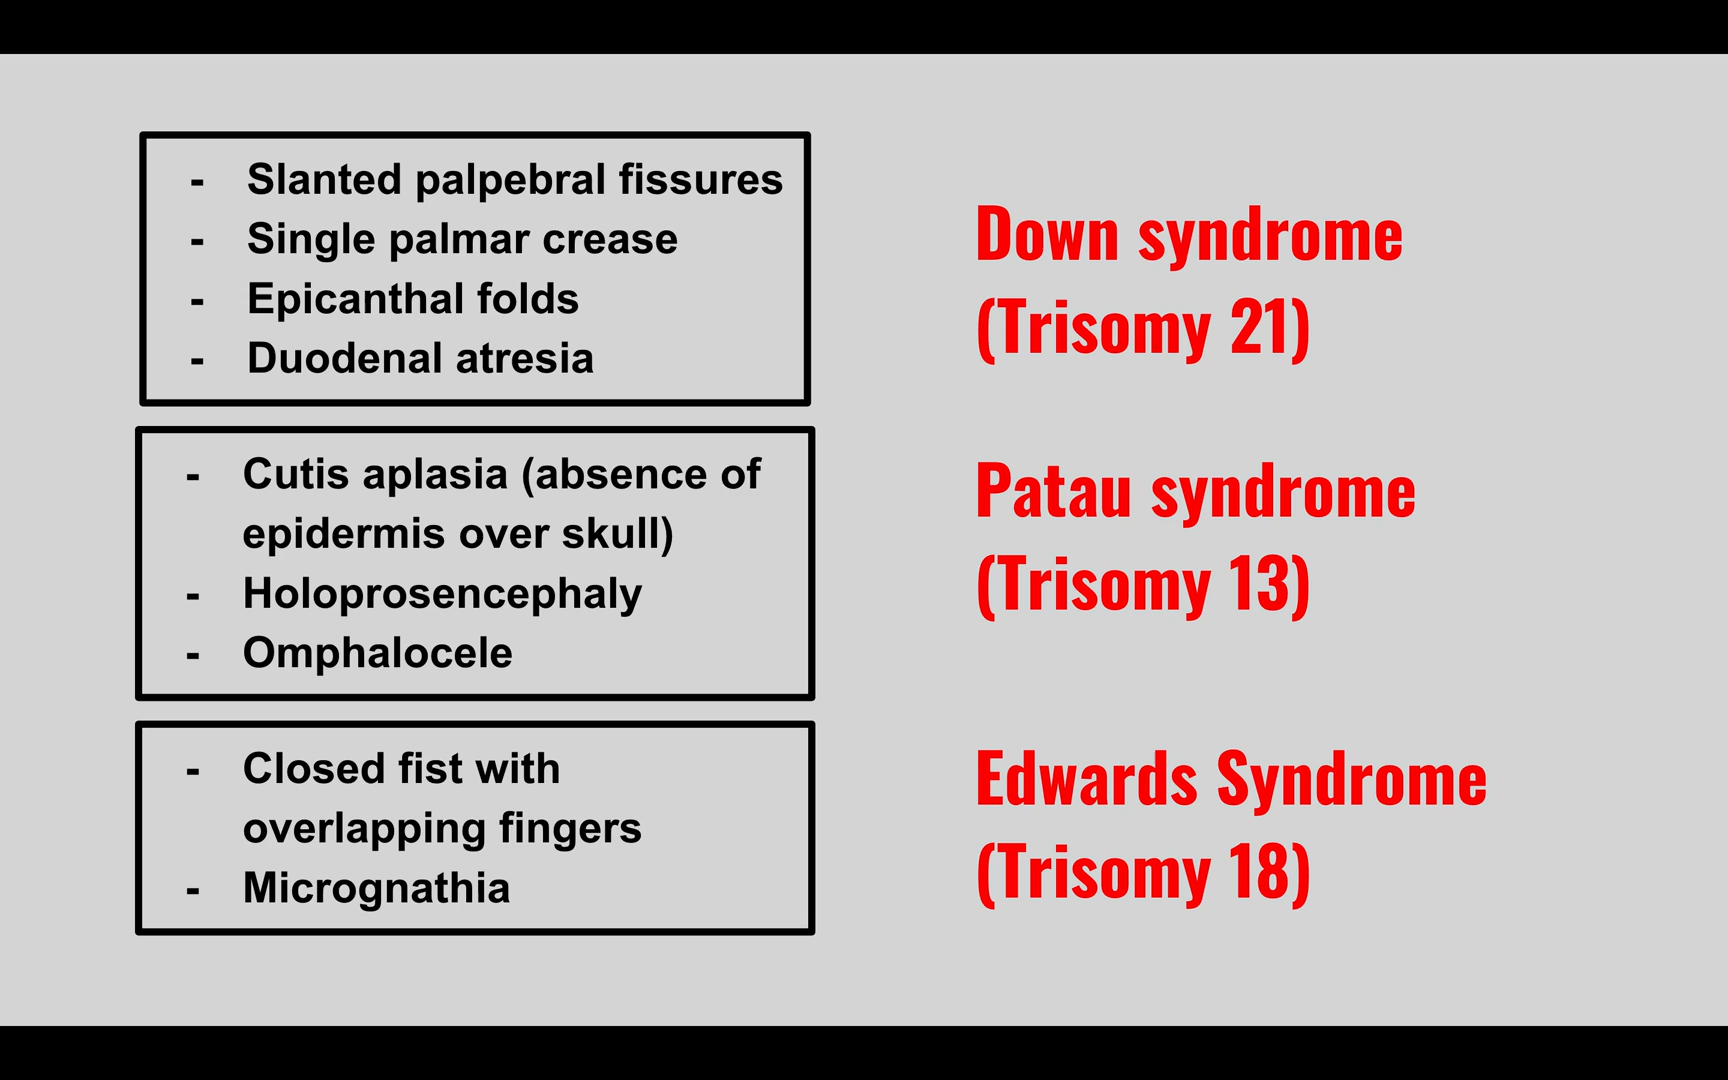 - Slanted palpebral fissures
- Single palmar crease
- Epicanthal folds
- Duodenal atresia
Down syndrome
(Trisomy 21)
- Cutis aplasia (absence of
epidermis over skull)
- Holoprosencephaly
- Omphalocele
Patau syndrome
(Trisomy 13)
- Closed fist with
overlapping fingers
- Micrognathia
Edwards Syndrome
(Trisomy 18)